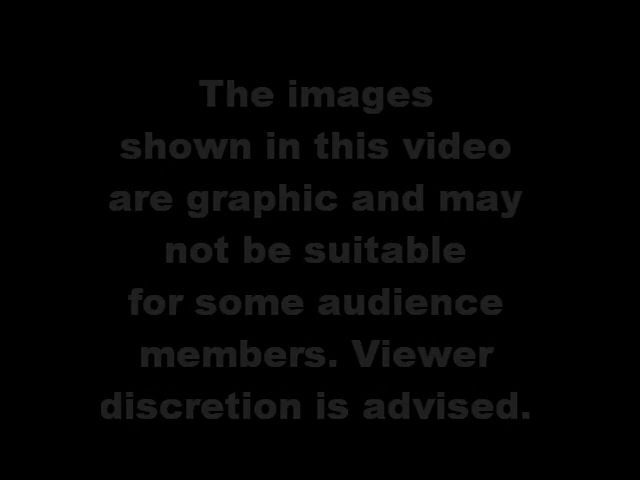 The images
shown in this video
are graphic and may
not be suitable
for some audience
members. Viewer
discretion is advised.